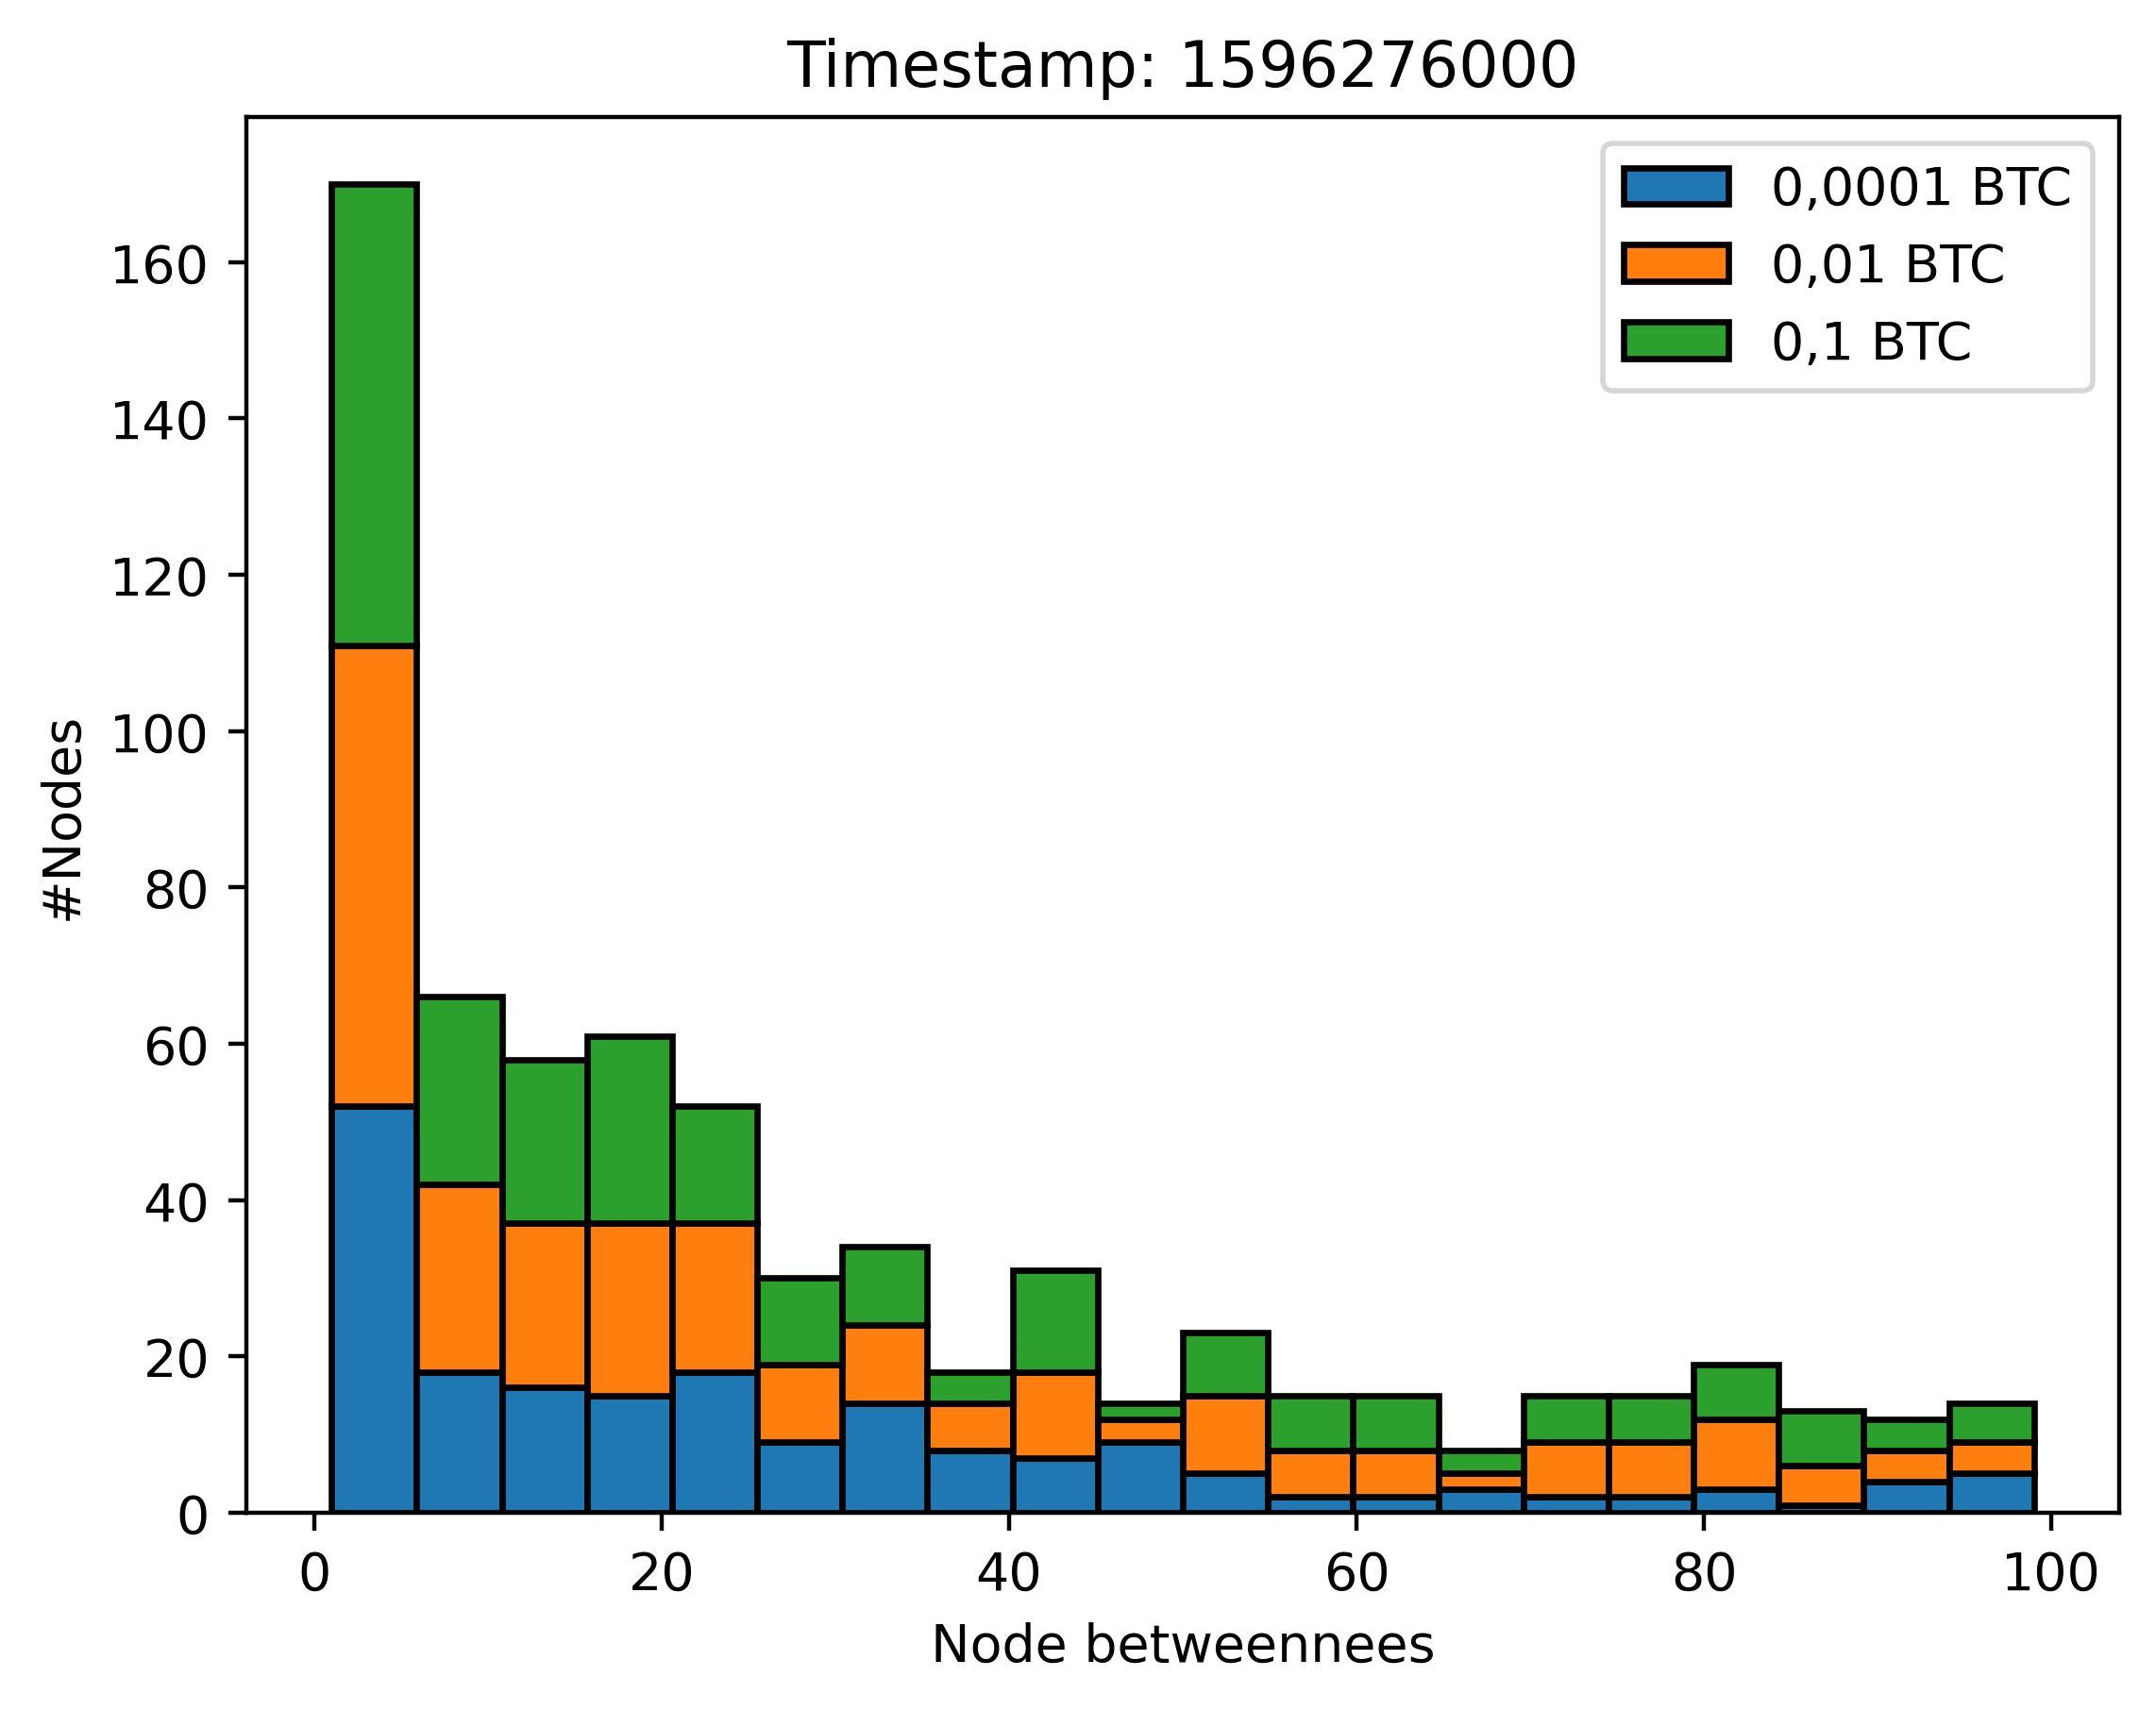 Timestamp: 1596276000
0,0001 BTC
0,01 BTC
0,1 BTC
160
140
120
100
80
60
40
20
0
#Nodes
0 20 40 60 80 100
Node betweennees